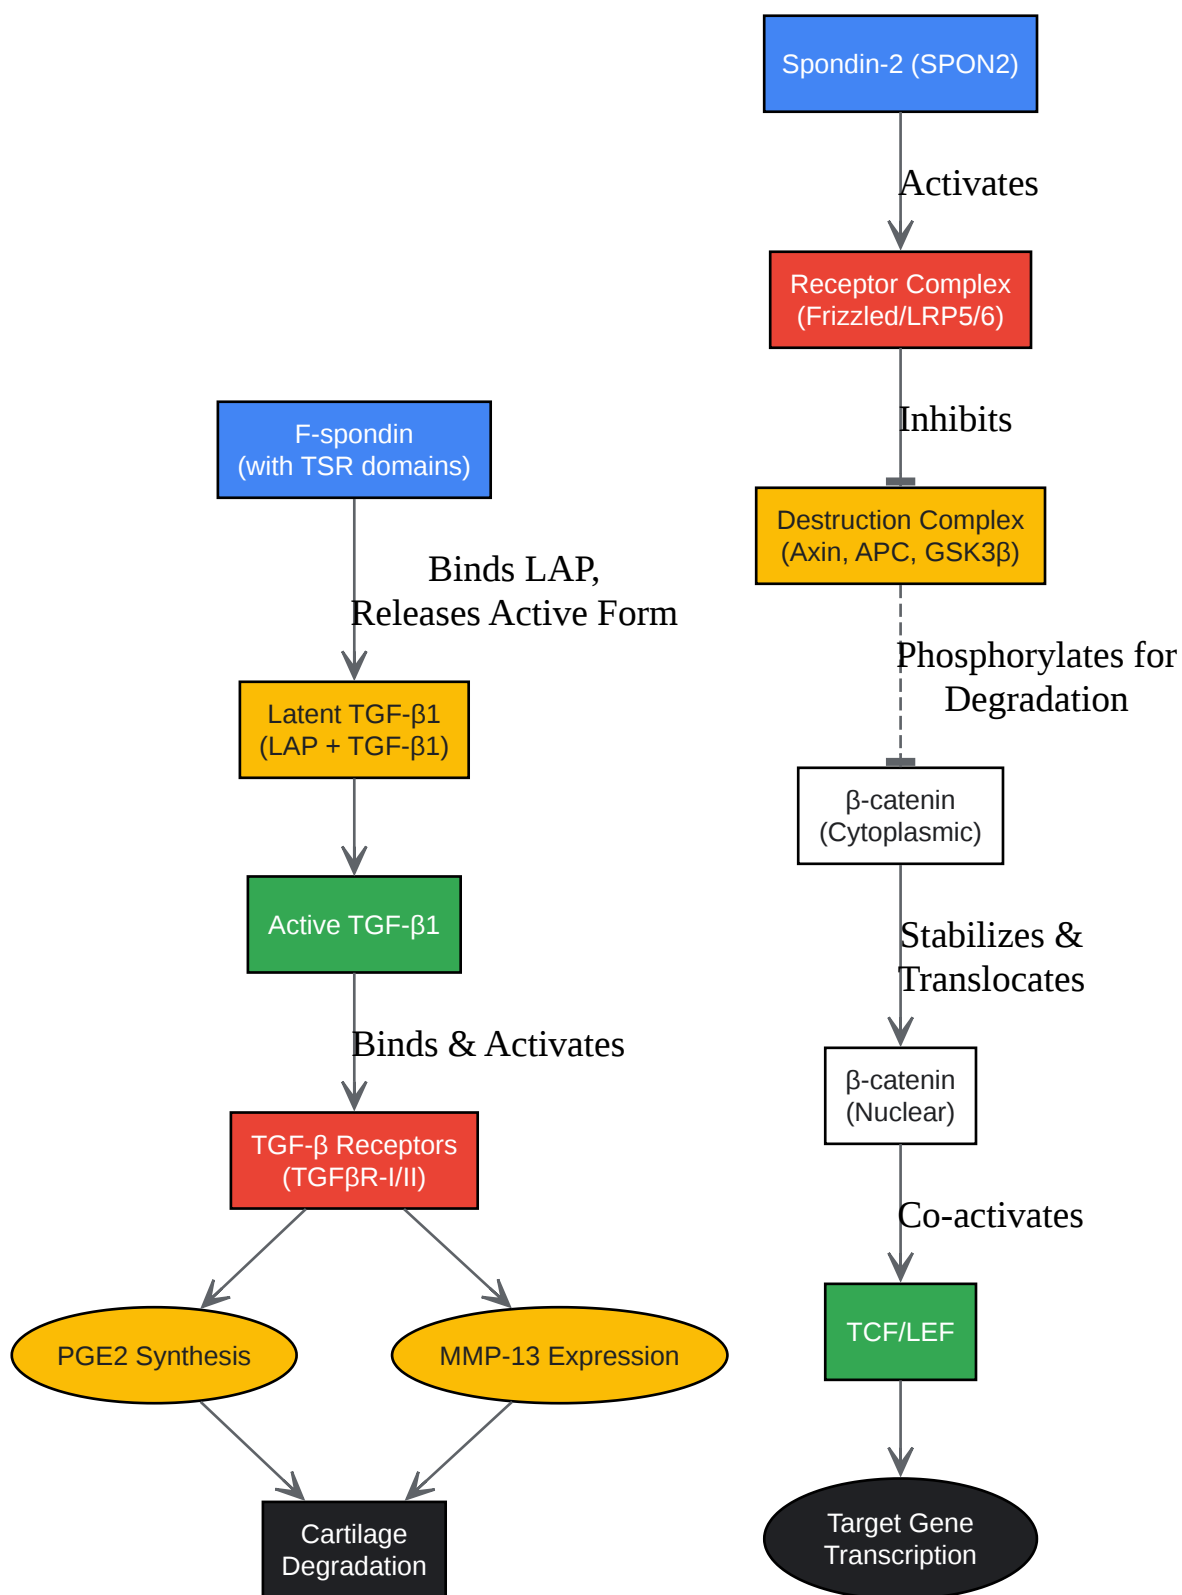 Spondin-2 (SPON2)
Activates
Receptor Complex
(Frizzled/LRP5/6)
Inhibits
Destruction Complex
(Axin, APC, GSK3β)
Phosphorylates for
Degradation
β-catenin
(Cytoplasmic)
Stabilizes &
Translocates
β-catenin
(Nuclear)
Co-activates
TCF/LEF
Target Gene
Transcription
F-spondin
(with TSR domains)
Binds LAP,
Releases Active Form
Latent TGF-β1
(LAP + TGF-β1)
Active TGF-β1
Binds & Activates
TGF-β Receptors
(TGFβR-I/II)
PGE2 Synthesis
MMP-13 Expression
Cartilage
Degradation